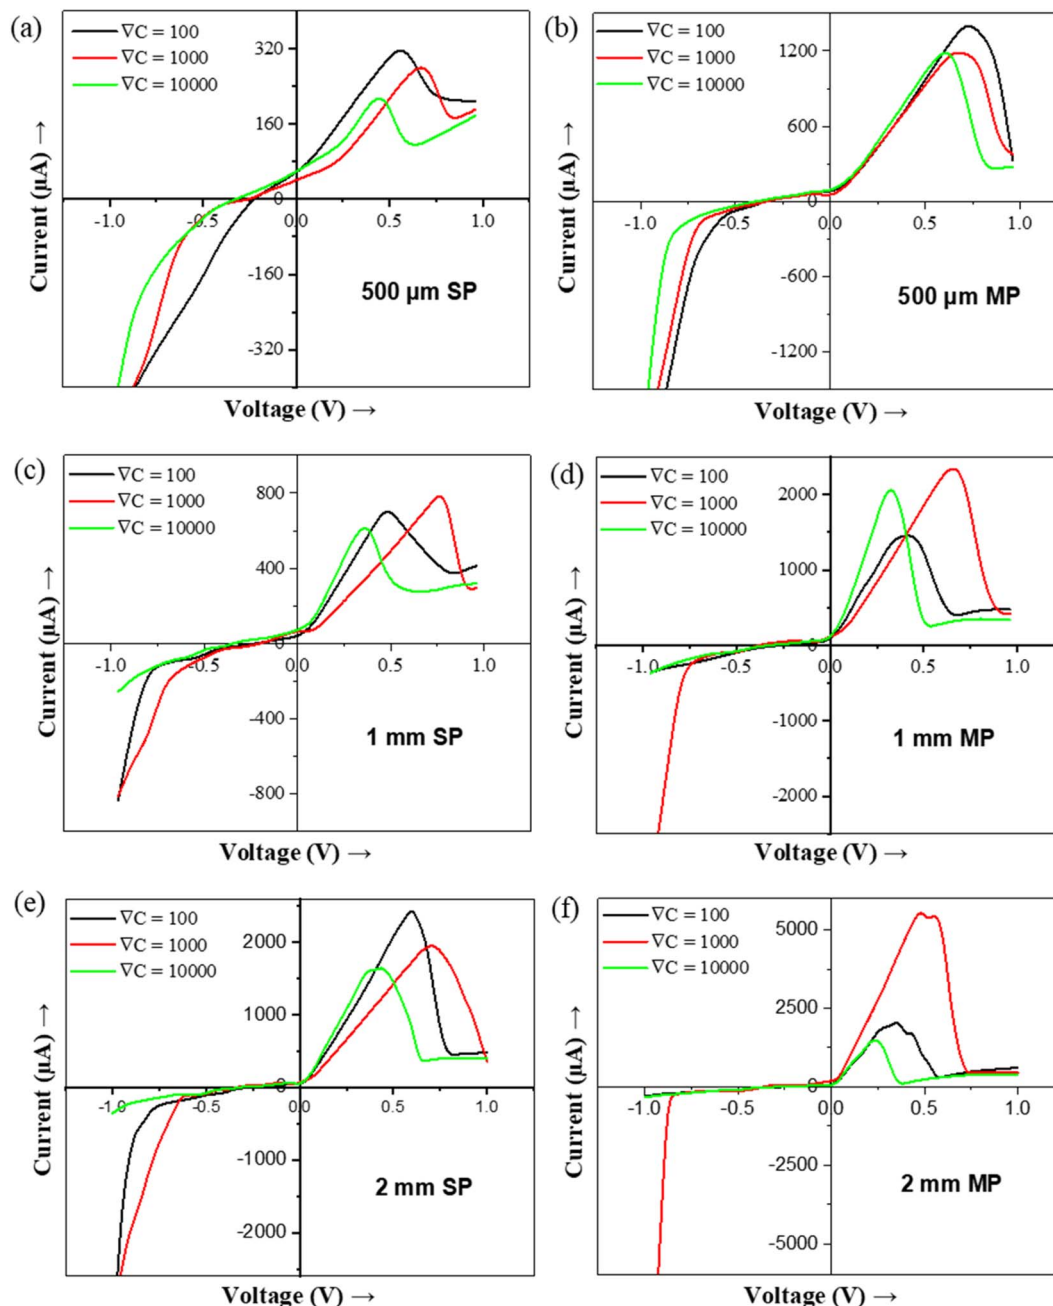 (a)
∇C = 100
∇C = 1000
∇C = 10000
320
160
0
-160
-320
-1.0
-0.5
0.0
0.5
1.0
500 µm SP
Current (µA) →
Voltage (V) →
(b)
∇C = 100
∇C = 1000
∇C = 10000
1200
600
0
-600
-1200
-1.0
-0.5
0.0
0.5
1.0
500 µm MP
Current (µA) →
Voltage (V) →
(c)
∇C = 100
∇C = 1000
∇C = 10000
800
400
0
-400
-800
-1.0
-0.5
0.0
0.5
1.0
1 mm SP
Current (µA) →
Voltage (V) →
(d)
∇C = 100
∇C = 1000
∇C = 10000
2000
1000
0
-1000
-2000
-1.0
-0.5
0.0
0.5
1.0
1 mm MP
Current (µA) →
Voltage (V) →
(e)
∇C = 100
∇C = 1000
∇C = 10000
2000
1000
0
-1000
-2000
-1.0
-0.5
0.0
0.5
1.0
2 mm SP
Current (µA) →
Voltage (V) →
(f)
∇C = 100
∇C = 1000
∇C = 10000
5000
2500
0
-2500
-5000
-1.0
-0.5
0.0
0.5
1.0
2 mm MP
Current (µA) →
Voltage (V) →